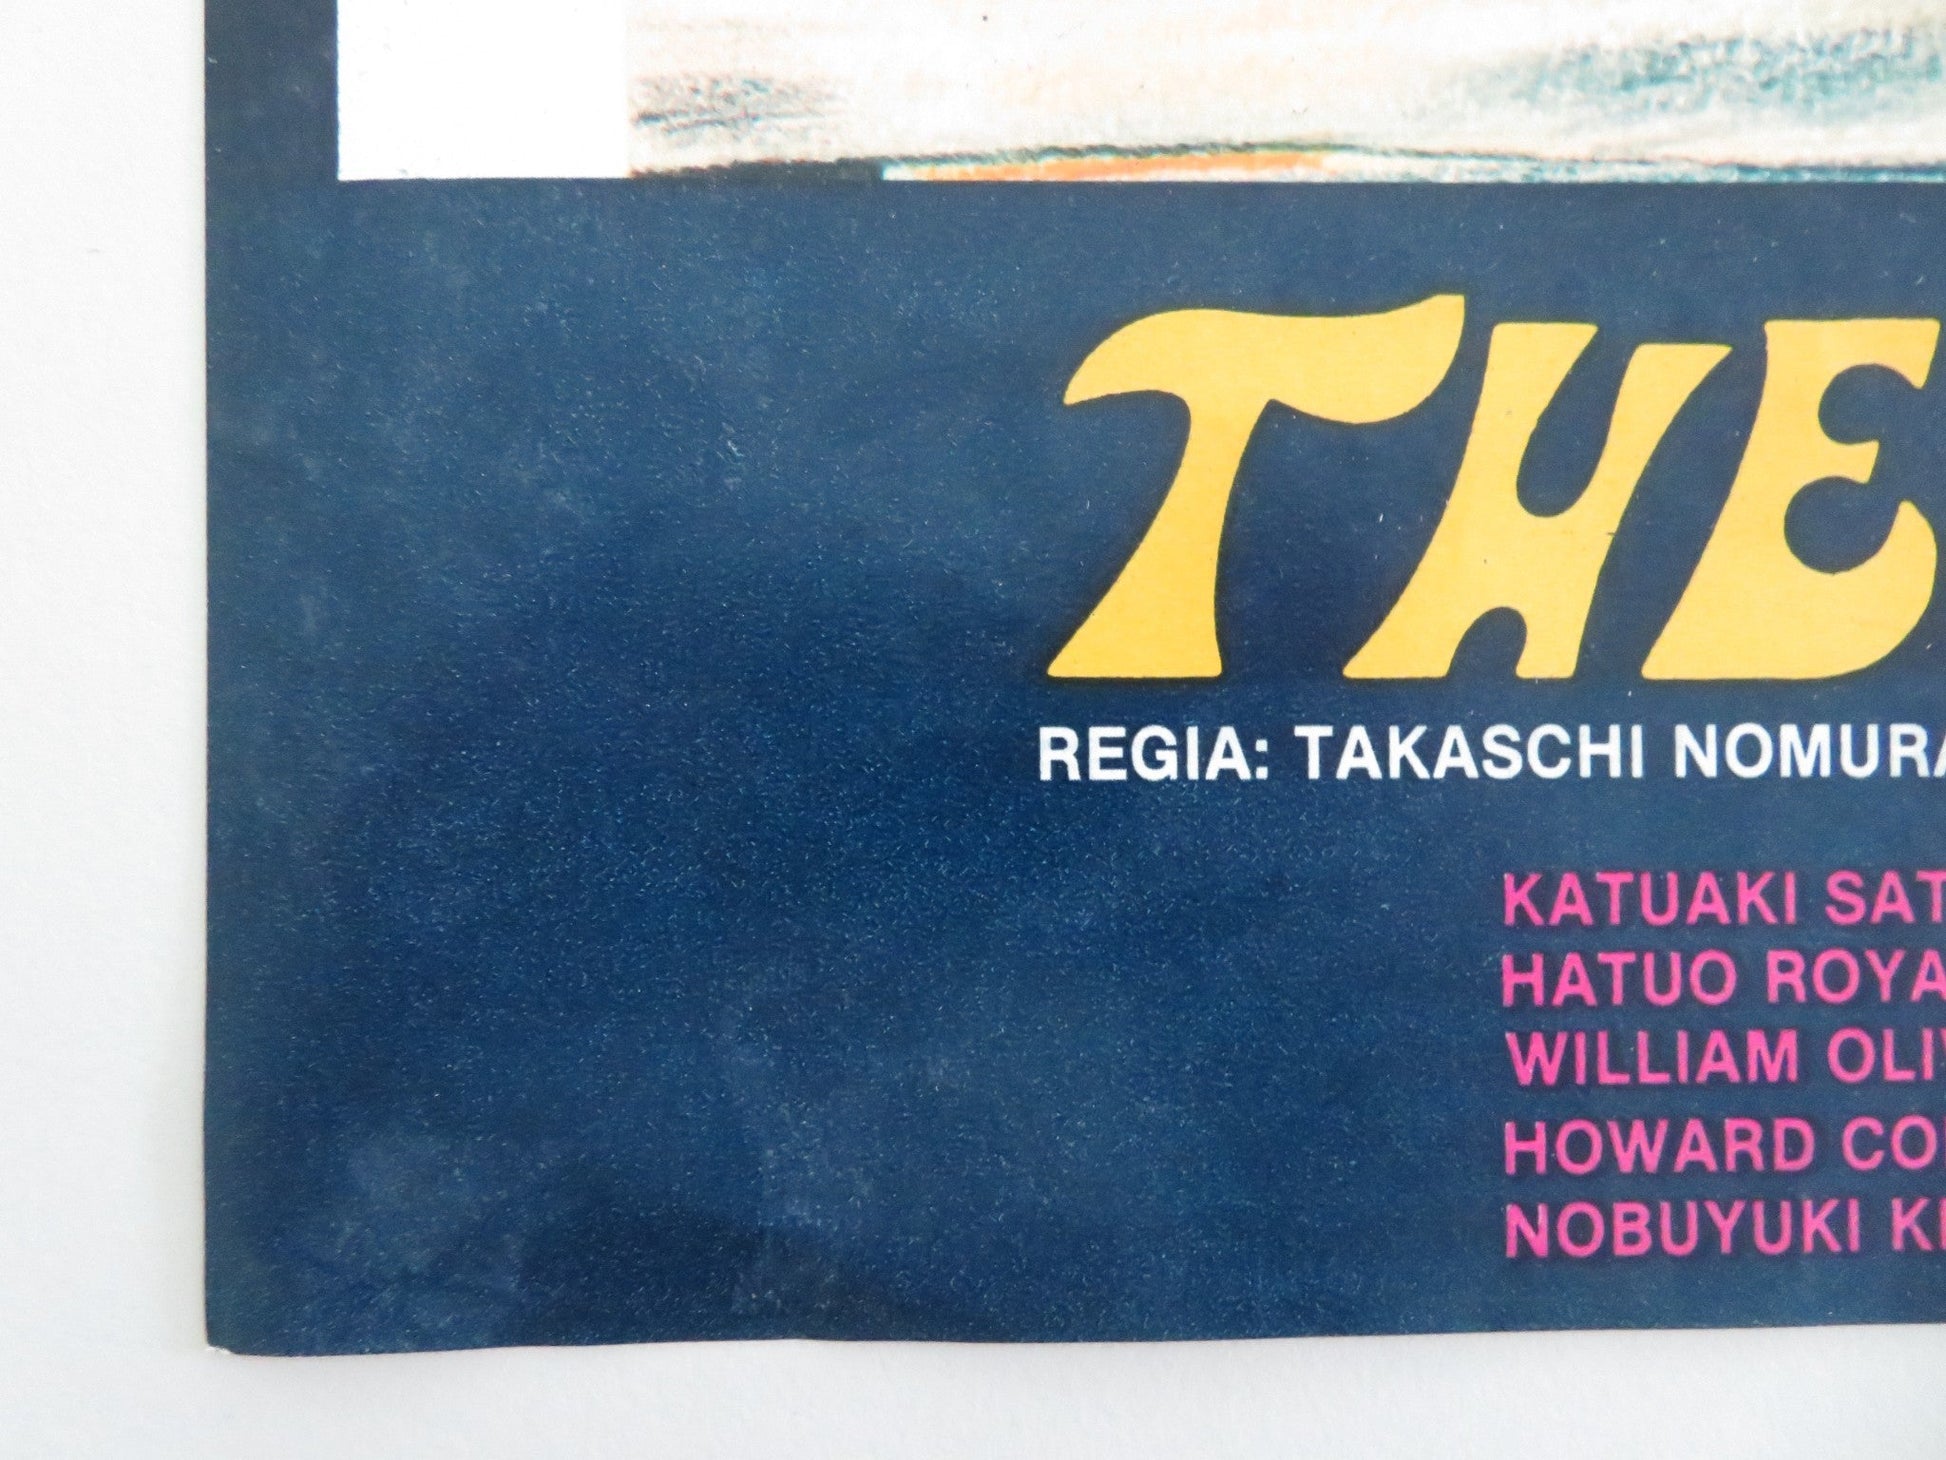 THE
REGIA: TAKASCHI NOMURA
KATUAKI SAT
HATUO ROYA
WILLIAM OLIV
HOWARD CO
NOBUYUKI K